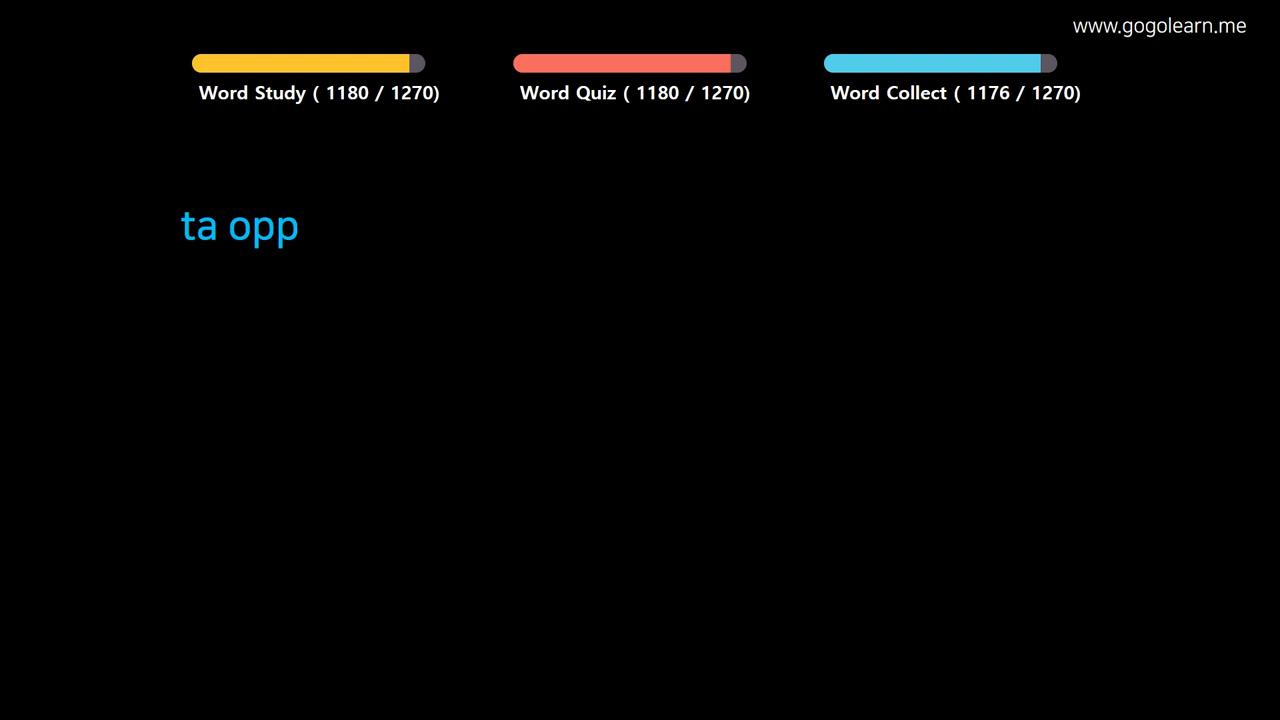 www.gogolearn.me
Word Study ( 1180 / 1270)
Word Quiz ( 1180 / 1270)
Word Collect ( 1176 / 1270)
ta opp